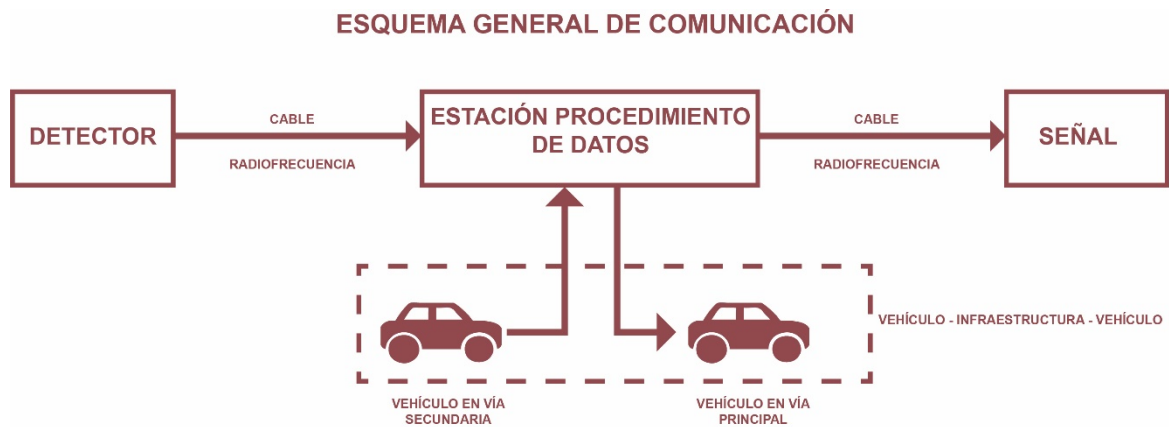 ESQUEMA GENERAL DE COMUNICACIÓN
DETECTOR
CABLE
RADIOFRECUENCIA
ESTACIÓN PROCEDIMIENTO
DE DATOS
CABLE
RADIOFRECUENCIA
SEÑAL
VEHÍCULO - INFRAESTRUCTURA - VEHÍCULO
VEHÍCULO EN VÍA
SECUNDARIA
VEHÍCULO EN VÍA
PRINCIPAL